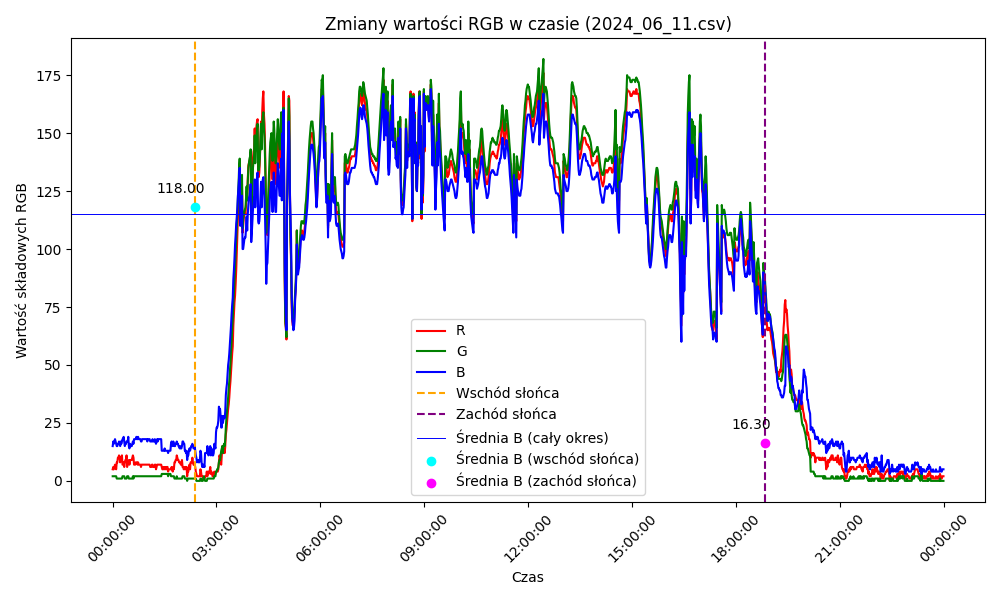 Zmiany wartości RGB w czasie (2024_06_11.csv)
Wartość składowych RGB
175
150
125
100
75
50
25
0
118.00
16.30
R
G
B
Wschód słońca
Zachód słońca
Średnia B (cały okres)
Średnia B (wschód słońca)
Średnia B (zachód słońca)
00:00:00
03:00:00
06:00:00
09:00:00
12:00:00
15:00:00
18:00:00
21:00:00
00:00:00
Czas